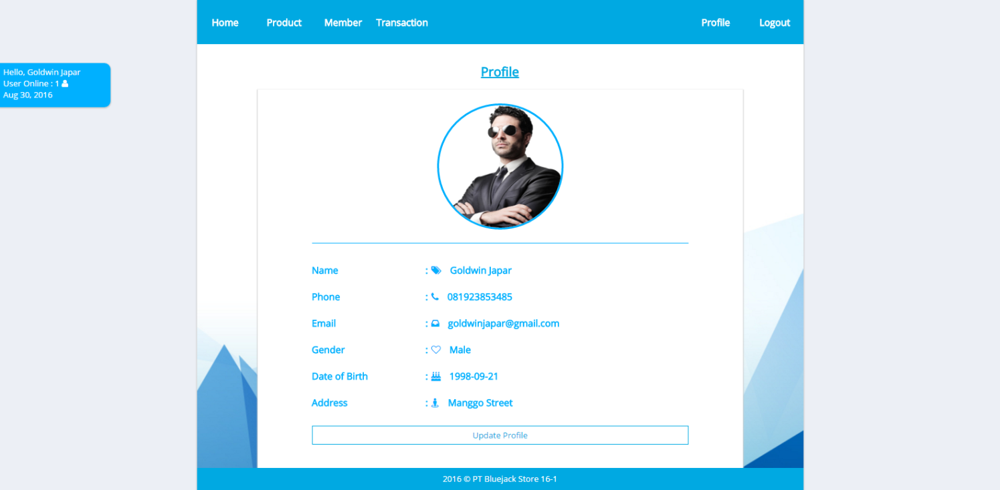 Home Product Member Transaction Profile Logout
Hello, Goldwin Japar
User Online : 1
Aug 30, 2016
Profile
Name : Goldwin Japar
Phone : 081923853485
Email : goldwinjapar@gmail.com
Gender : Male
Date of Birth : 1998-09-21
Address : Manggo Street
Update Profile
2016 © PT Bluejack Store 16-1